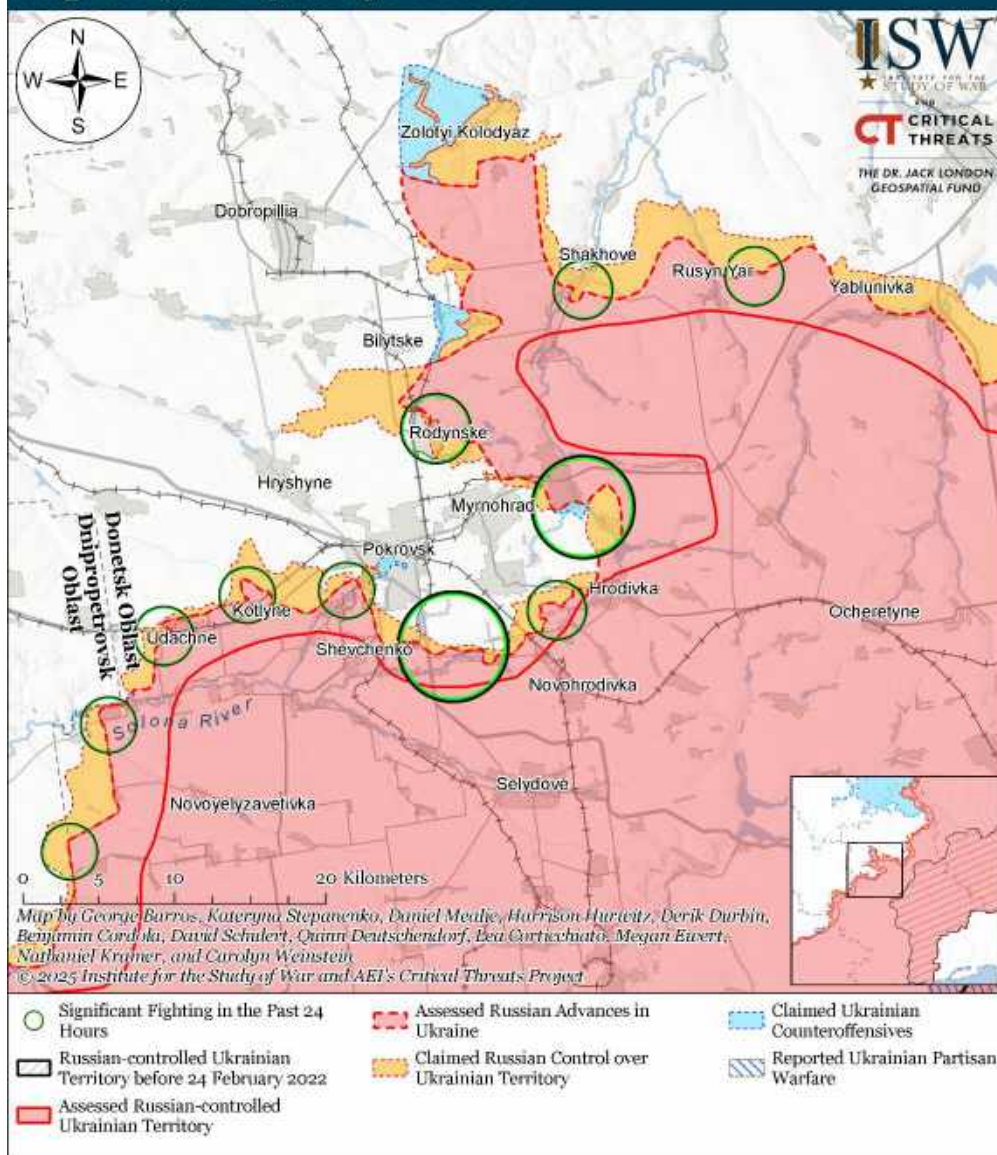 N
W E
S
ISW
INSTITUTE FOR THE
STUDY OF WAR
AND
CT CRITICAL
THREATS
THE DR. JACK LONDON
GEOSPATIAL FUND
Zolotyi Kolodyaz
Dobropillia
Shakhove
Rusyn Yar
Yablunivka
Bilytske
Rodynske
Hryshyne
Myrnohrad
Pokrovsk
Donetsk Oblast
Dnipropetrovsk
Oblast
Kotlyne
Hrodivka
Ocheretyne
Udachne
Shevchenko
Novohrodivka
Solona River
Selydove
Novoyelyzavetivka
0 5 10 20 Kilometers
Map by George Barros, Kateryna Stepanenko, Daniel Mealie, Harrison Hurwitz, Derik Durbin,
Benjamin Cordola, David Schulert, Quinn Deutschendorf, Lea Corticchiato, Megan Ewert,
Nathaniel Kramer, and Carolyn Weinstein
© 2025 Institute for the Study of War and AEI's Critical Threats Project
Significant Fighting in the Past 24
Hours
Russian-controlled Ukrainian
Territory before 24 February 2022
Assessed Russian-controlled
Ukrainian Territory
Assessed Russian Advances in
Ukraine
Claimed Russian Control over
Ukrainian Territory
Claimed Ukrainian
Counteroffensives
Reported Ukrainian Partisan
Warfare